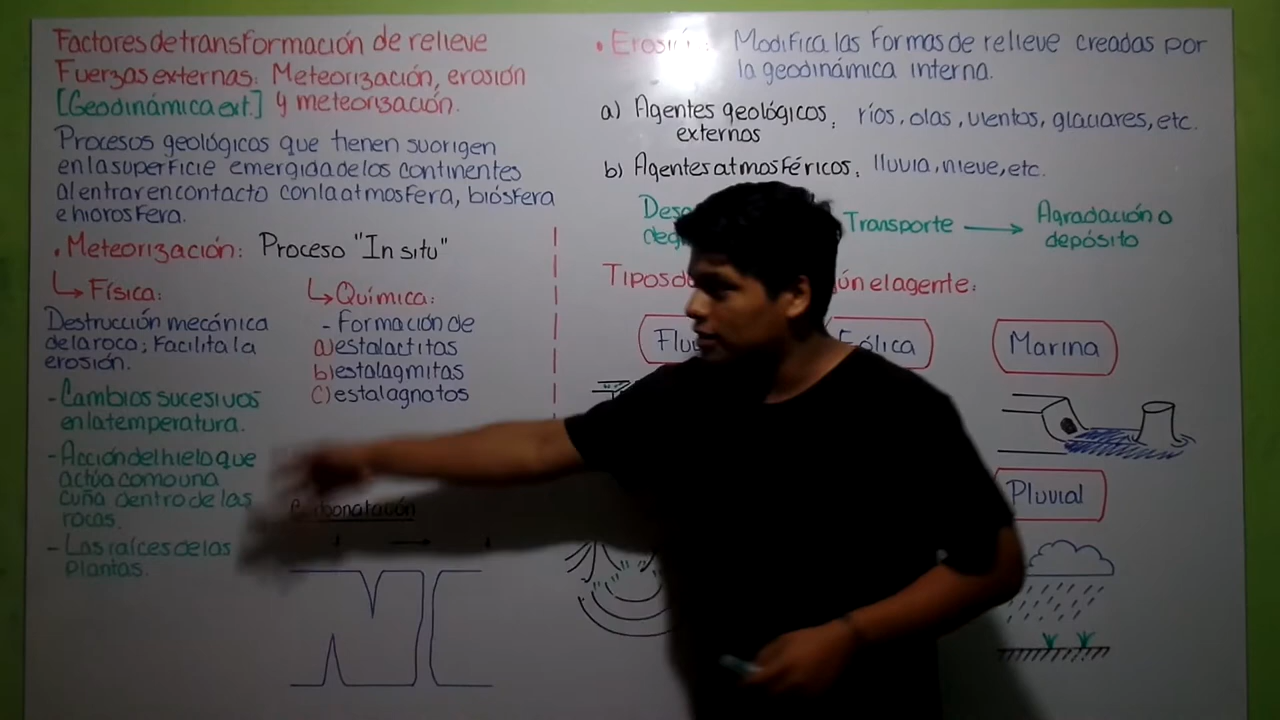 Factores de transformación de relieve
Fuerzas externas: Meteorización, erosión
[Geodinámica ext.] y meteorización.
Procesos geológicos que tienen su origen
en la superficie emergida de los continentes
al entrar en contacto con la atmosfera, biósfera
e hidrosfera.
• Meteorización: Proceso "In situ"
↳ Física:
Destrucción mecánica
de la roca; Facilita la
erosión.
- Cambios sucesivos
en la temperatura.
- Acción del hielo que
actúa como una
cuña dentro de las
rocas.
- Las raíces de las
plantas.
↳ Química:
- Formación de
a) estalactitas
b) estalagmitas
c) estalagnatos
Carbonatación
• Erosión: Modifica las formas de relieve creadas por
la geodinámica interna.
a) Agentes geológicos: ríos, olas, vientos, glaciares, etc.
externos
b) Agentes atmosféricos: lluvia, nieve, etc.
Transporte → Agradación o
depósito
Tipos d ún el agente:
Flu
Eólica
Marina
Pluvial